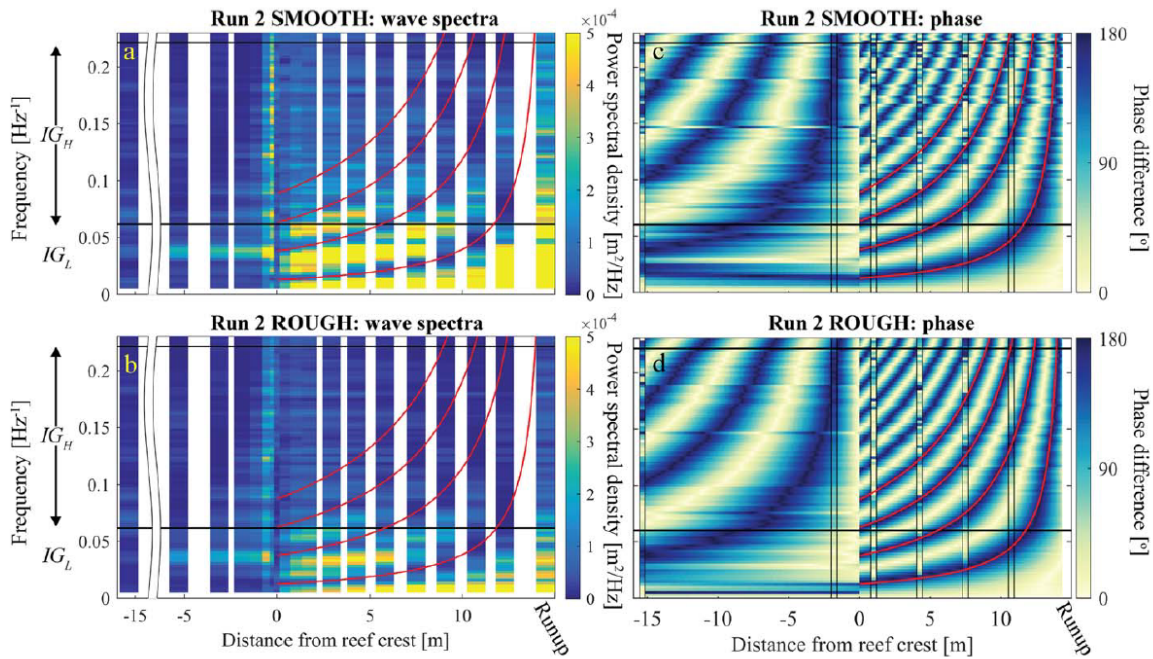 Run 2 SMOOTH: wave spectra
×10⁻⁴
Run 2 SMOOTH: phase
a
c
Frequency [Hz⁻¹]
0.2
0.15
0.1
0.05
0
IG_H
IG_L
-15
-5
0
5
10
5
4
3
2
1
0
Power spectral density [m²/Hz]
180
90
0
Phase difference [°]
Run 2 ROUGH: wave spectra
×10⁻⁴
Run 2 ROUGH: phase
b
d
Frequency [Hz⁻¹]
0.2
0.15
0.1
0.05
0
IG_H
IG_L
-15
-5
0
5
10
Runup
Distance from reef crest [m]
5
4
3
2
1
0
Power spectral density [m²/Hz]
-15
-10
-5
0
5
10
Runup
Distance from reef crest [m]
180
90
0
Phase difference [°]